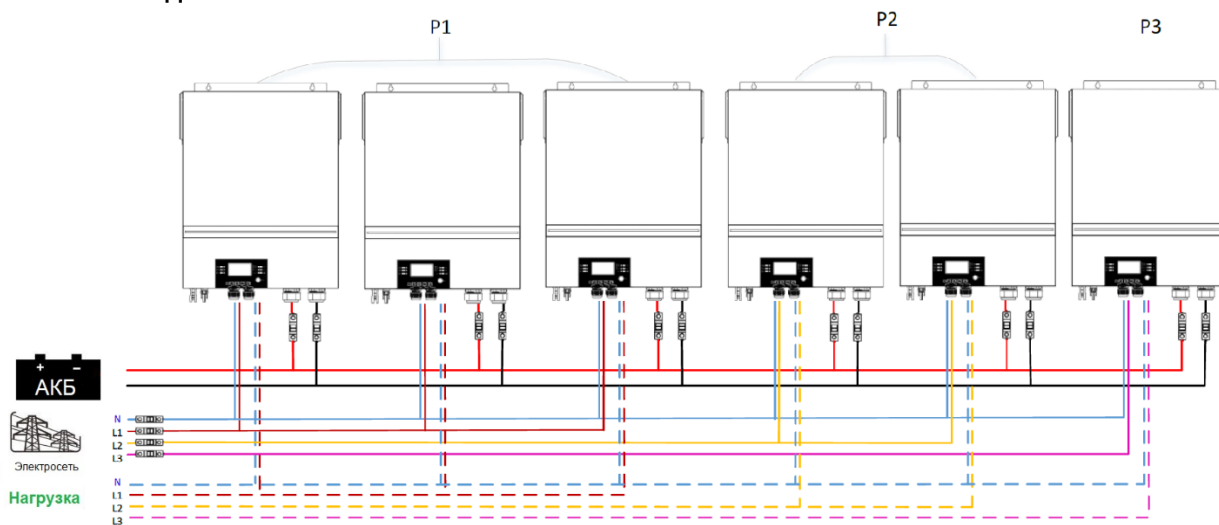 P1
P2
P3
+ −
АКБ
N
L1
L2
L3
Электросеть
Нагрузка
N
L1
L2
L3